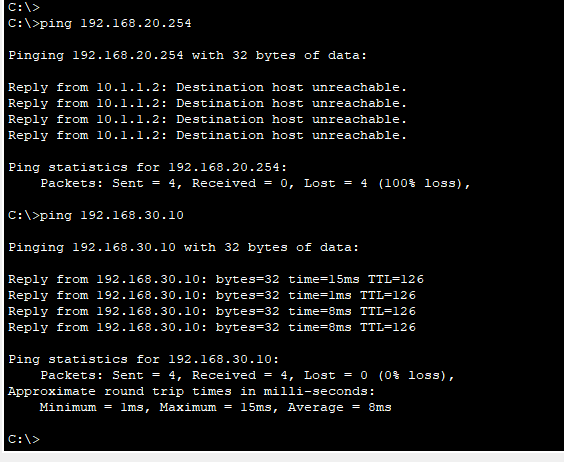 C:\>
C:\>ping 192.168.20.254
Pinging 192.168.20.254 with 32 bytes of data:
Reply from 10.1.1.2: Destination host unreachable.
Reply from 10.1.1.2: Destination host unreachable.
Reply from 10.1.1.2: Destination host unreachable.
Reply from 10.1.1.2: Destination host unreachable.
Ping statistics for 192.168.20.254:
    Packets: Sent = 4, Received = 0, Lost = 4 (100% loss),
C:\>ping 192.168.30.10
Pinging 192.168.30.10 with 32 bytes of data:
Reply from 192.168.30.10: bytes=32 time=15ms TTL=126
Reply from 192.168.30.10: bytes=32 time=1ms TTL=126
Reply from 192.168.30.10: bytes=32 time=8ms TTL=126
Reply from 192.168.30.10: bytes=32 time=8ms TTL=126
Ping statistics for 192.168.30.10:
    Packets: Sent = 4, Received = 4, Lost = 0 (0% loss),
Approximate round trip times in milli-seconds:
    Minimum = 1ms, Maximum = 15ms, Average = 8ms
C:\>